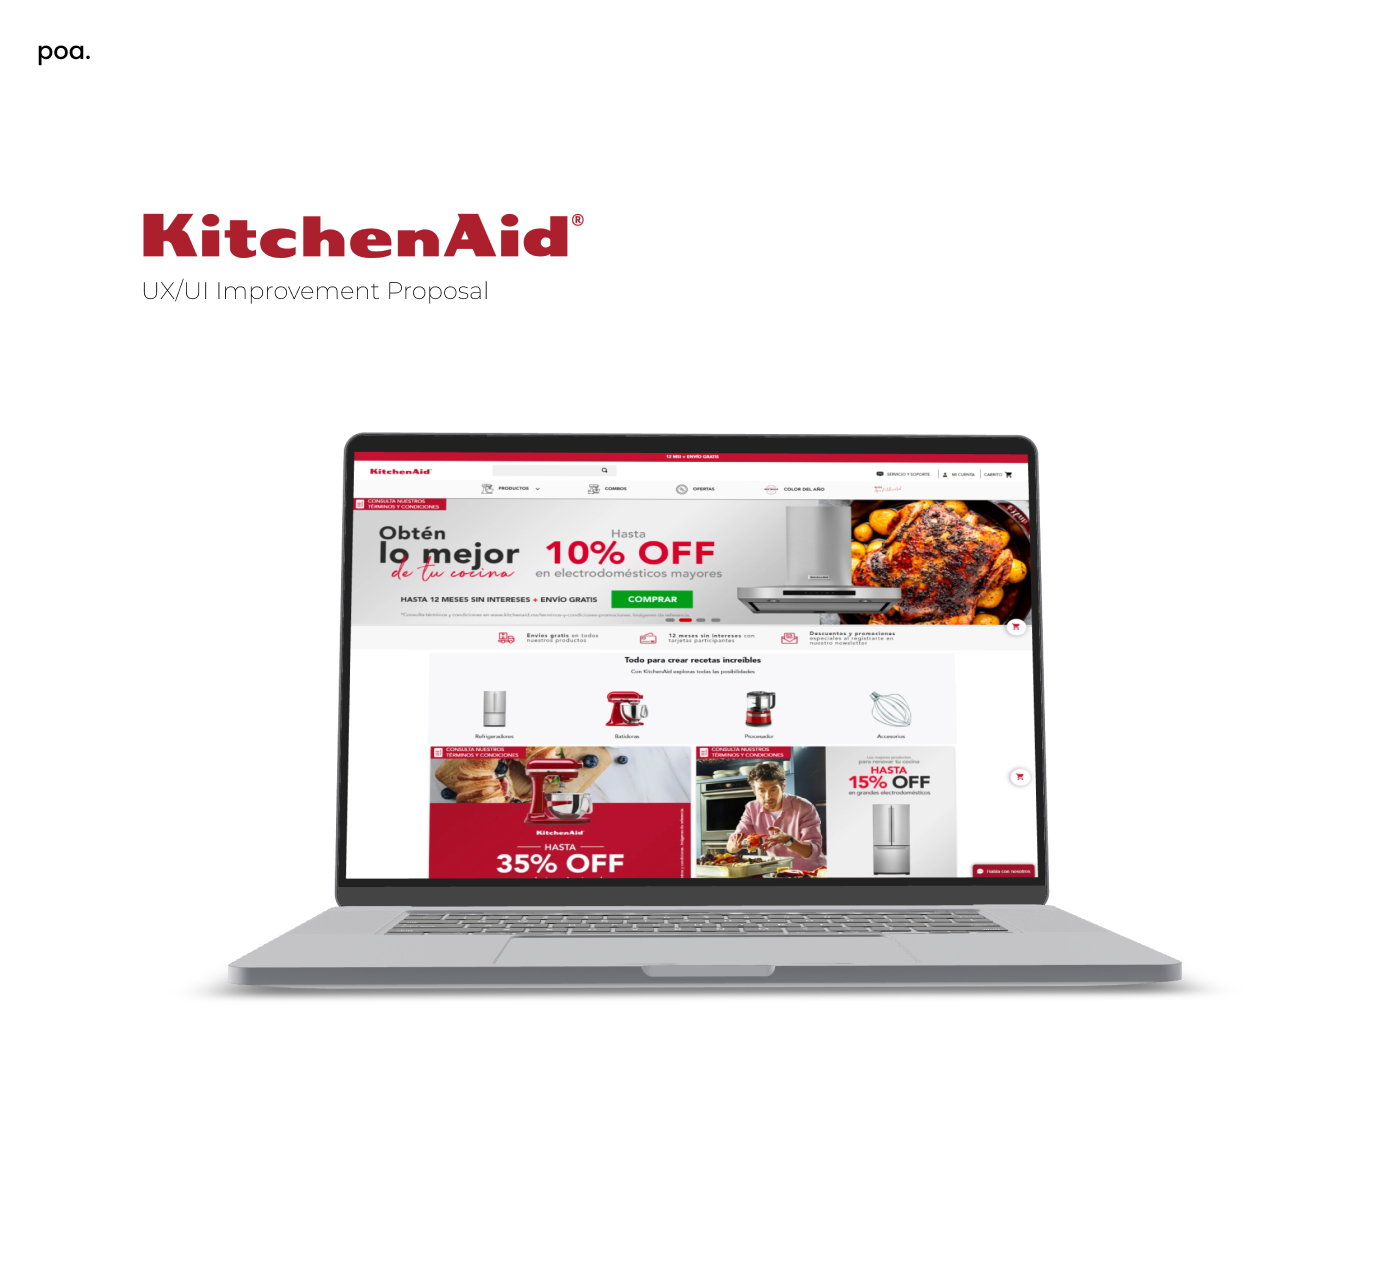 poa.
KitchenAid®
UX/UI Improvement Proposal
12 MSI + ENVÍO GRATIS
KitchenAid
SERVICIO Y SOPORTE
MI CUENTA
CARRITO
PRODUCTOS
COMBOS
OFERTAS
COLOR DEL AÑO
CONSULTA NUESTROS
TÉRMINOS Y CONDICIONES
Obtén
lo mejor
de tu cocina
Hasta
10% OFF
en electrodomésticos mayores
HASTA 12 MESES SIN INTERESES + ENVÍO GRATIS
COMPRAR
KitchenAid
Envíos gratis en todos
nuestros productos
12 meses sin intereses con
tarjetas participantes
Descuentos y promociones
especiales al registrarte en
nuestro newsletter
Todo para crear recetas increíbles
Con KitchenAid exploras todas las posibilidades
Refrigeradores
Batidoras
Procesador
Accesorios
CONSULTA NUESTROS
TÉRMINOS Y CONDICIONES
KitchenAid
HASTA
35% OFF
CONSULTA NUESTROS
TÉRMINOS Y CONDICIONES
Los mejores productos
para renovar tu cocina
HASTA
15% OFF
en grandes electrodomésticos
Habla con nosotros